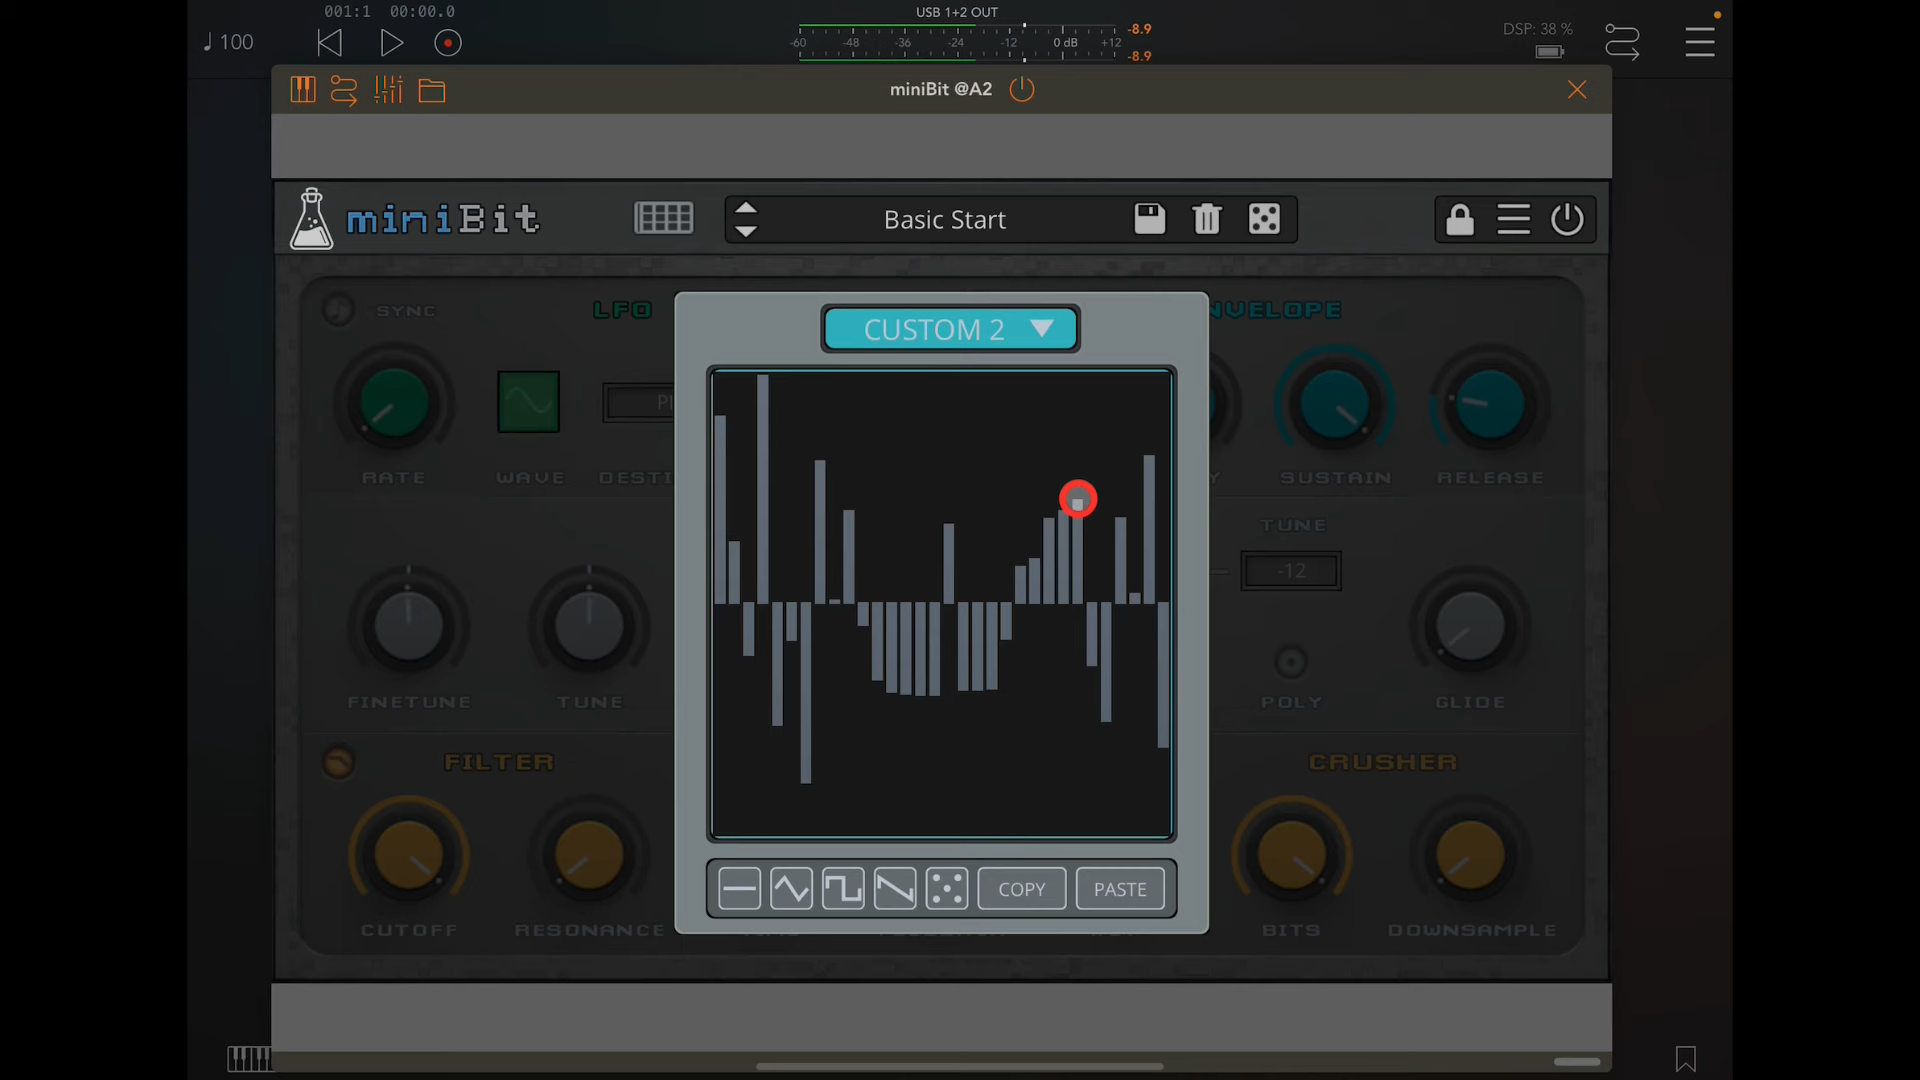 001:1 00:00.0
USB 1+2 OUT
100
-60 -48 -36 -24 -12 0 dB +12
-8.9
-8.9
DSP: 38 %
miniBit @A2
miniBit
Basic Start
SYNC
LFO
CUSTOM 2
NVELOPE
RATE
WAVE
DESTI
SUSTAIN
RELEASE
TUNE
-12
FINETUNE
TUNE
POLY
GLIDE
FILTER
CRUSHER
COPY
PASTE
CUTOFF
RESONANCE
BITS
DOWNSAMPLE